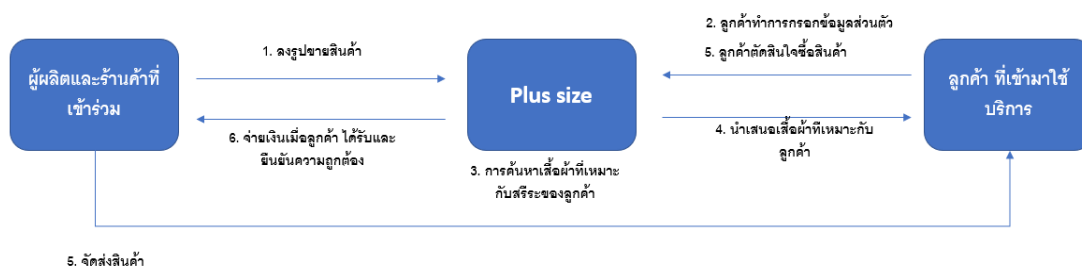 2. ลูกค้าทำการกรอกข้อมูลส่วนตัว
1. ลงรูปขายสินค้า
5. ลูกค้าตัดสินใจซื้อสินค้า
ผู้ผลิตและร้านค้าที่
เข้าร่วม
Plus size
ลูกค้า ที่เข้ามาใช้
บริการ
6. จ่ายเงินเมื่อลูกค้า ได้รับและ
ยืนยันความถูกต้อง
4. นำเสนอเสื้อผ้าที่เหมาะกับ
ลูกค้า
3. การค้นหาเสื้อผ้าที่เหมาะ
กับสรีระของลูกค้า
5. จัดส่งสินค้า